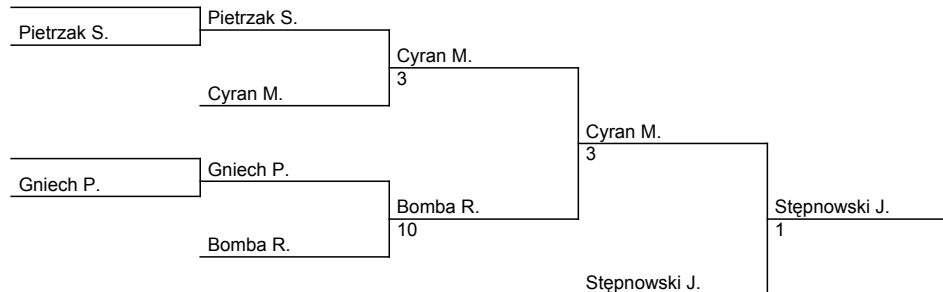 Pietrzak S.
Pietrzak S.
Cyran M.
3
Cyran M.
Cyran M.
3
Gniech P.
Gniech P.
Bomba R.
10
Stępnowski J.
1
Bomba R.
Stępnowski J.